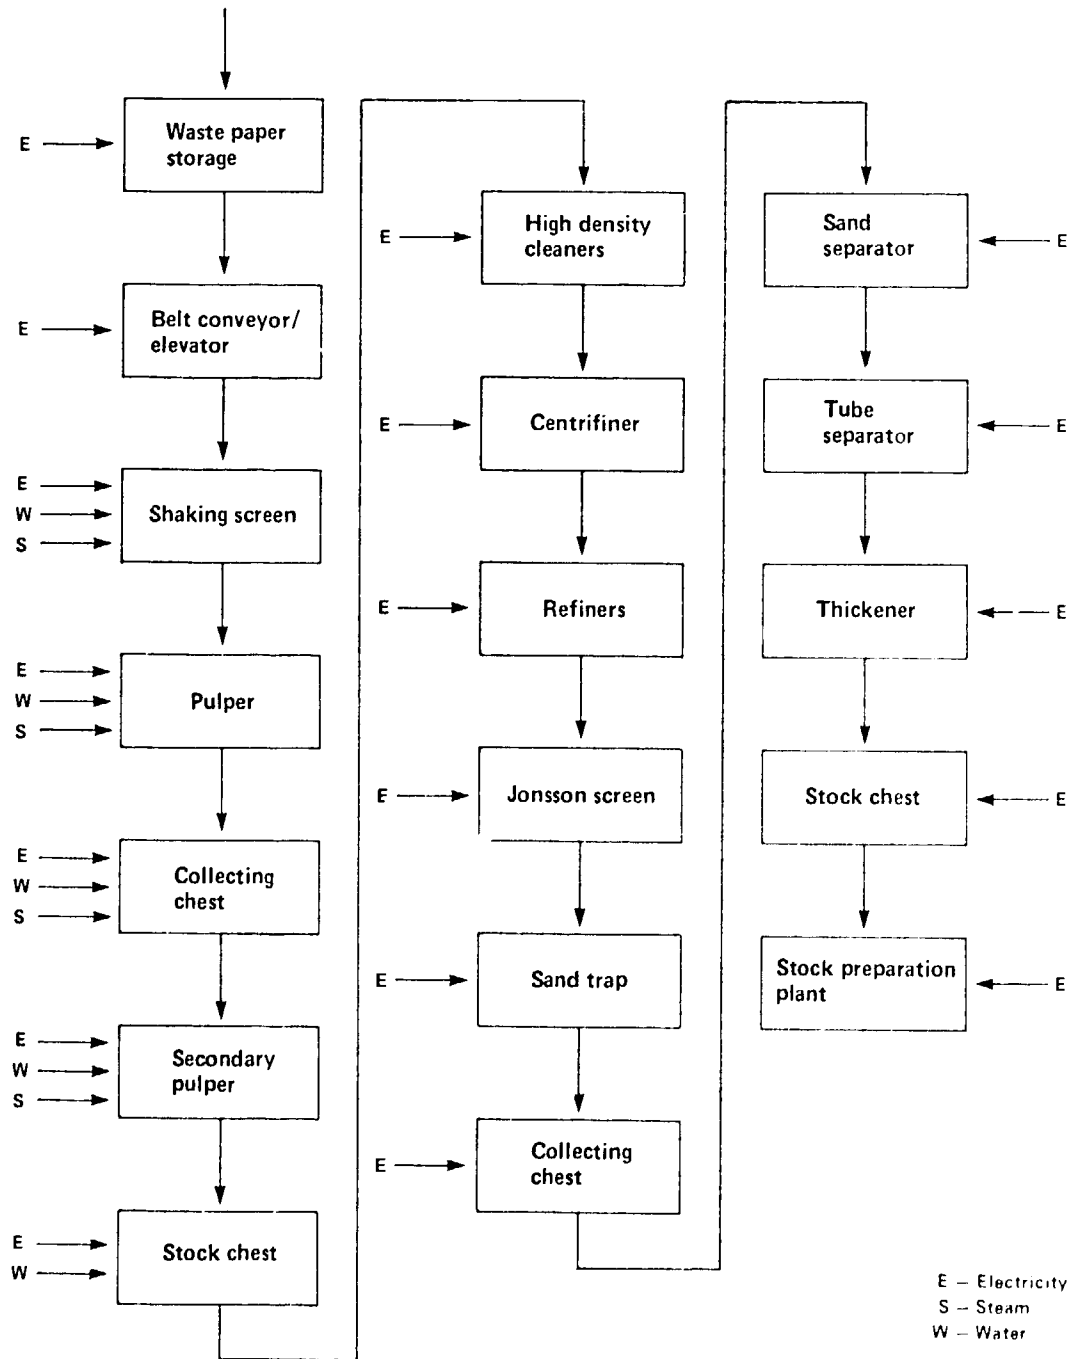 E
Waste paper
storage
E
Belt conveyor/
elevator
E
W
S
Shaking screen
E
W
S
Pulper
E
W
S
Collecting
chest
E
W
S
Secondary
pulper
E
W
Stock chest
E
High density
cleaners
E
Centrifiner
E
Refiners
E
Jonsson screen
E
Sand trap
E
Collecting
chest
Sand
separator
E
Tube
separator
E
Thickener
E
Stock chest
E
Stock preparation
plant
E
E – Electricity
S – Steam
W – Water